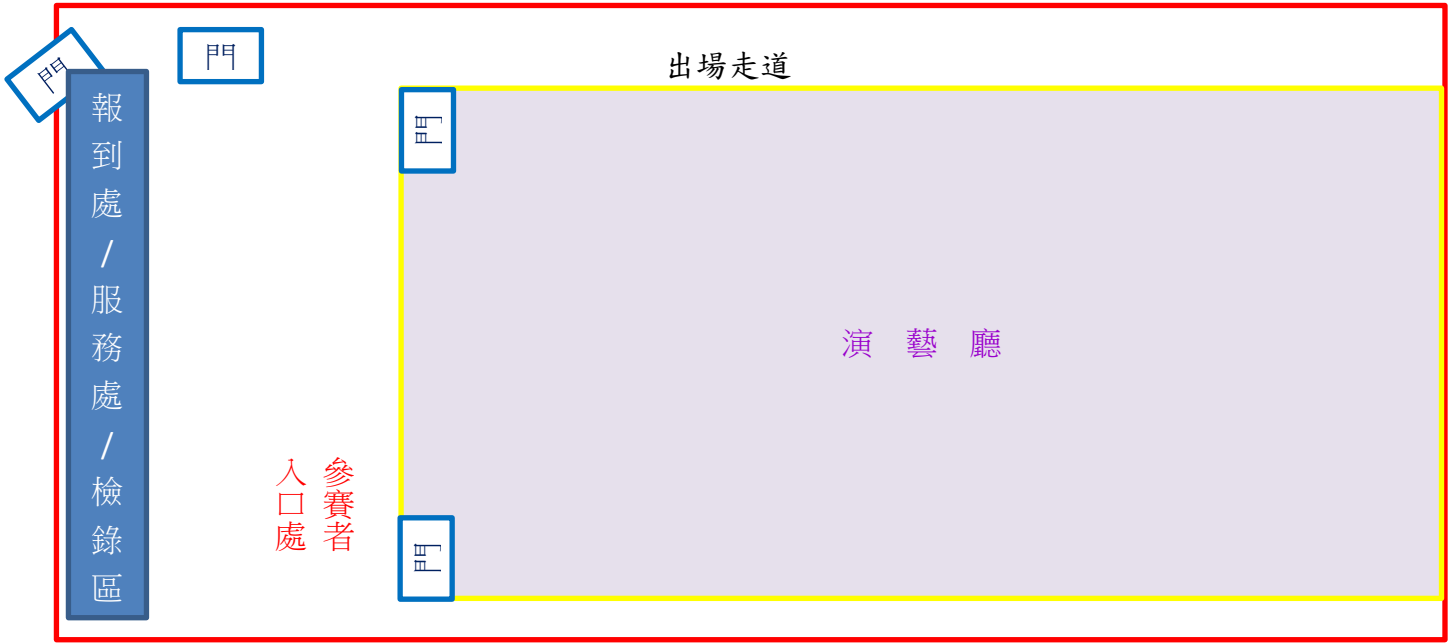 門
門
出場走道
門
報到處/服務處/檢錄區
演藝廳
參賽者
入口處
門